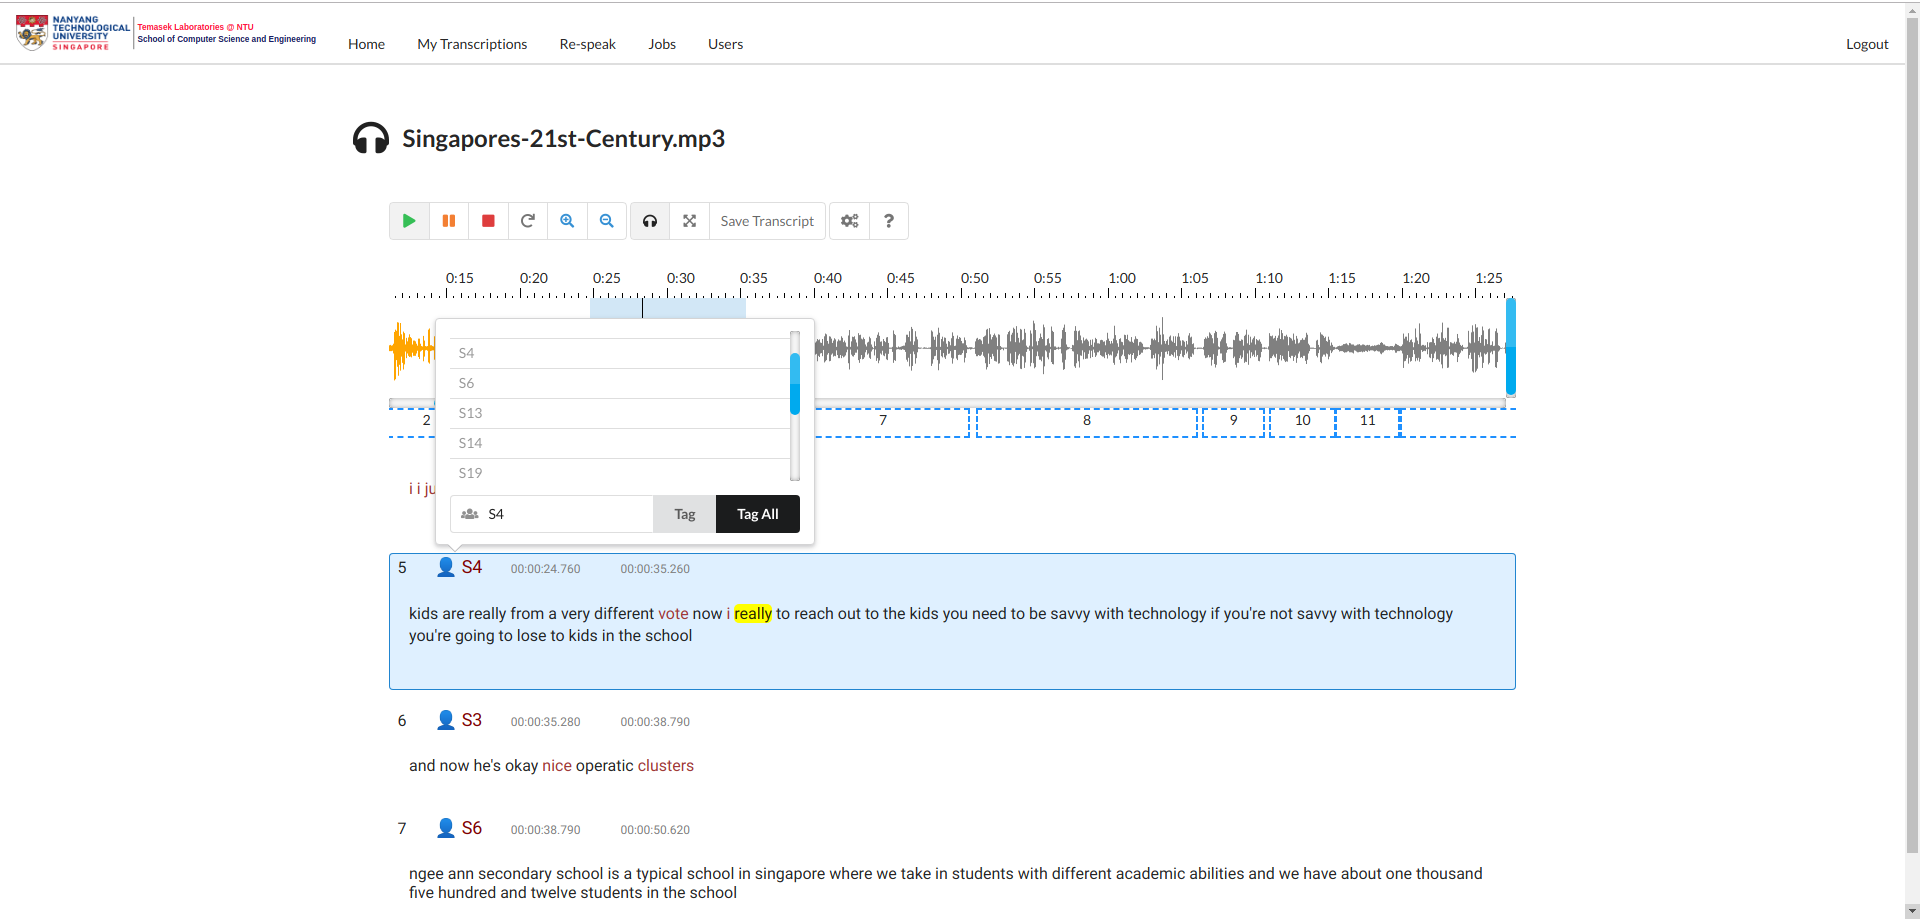 NANYANG
TECHNOLOGICAL
UNIVERSITY
SINGAPORE
Temasek Laboratories @ NTU
School of Computer Science and Engineering
Home My Transcriptions Re-speak Jobs Users Logout
Singapores-21st-Century.mp3
Save Transcript ?
0:15 0:20 0:25 0:30 0:35 0:40 0:45 0:50 0:55 1:00 1:05 1:10 1:15 1:20 1:25
S4
S6
S13
S14
S19
S4 Tag Tag All
2 7 8 9 10 11
i i ju
5 S4 00:00:24.760 00:00:35.260
kids are really from a very different vote now i really to reach out to the kids you need to be savvy with technology if you're not savvy with technology
you're going to lose to kids in the school
6 S3 00:00:35.280 00:00:38.790
and now he's okay nice operatic clusters
7 S6 00:00:38.790 00:00:50.620
ngee ann secondary school is a typical school in singapore where we take in students with different academic abilities and we have about one thousand
five hundred and twelve students in the school